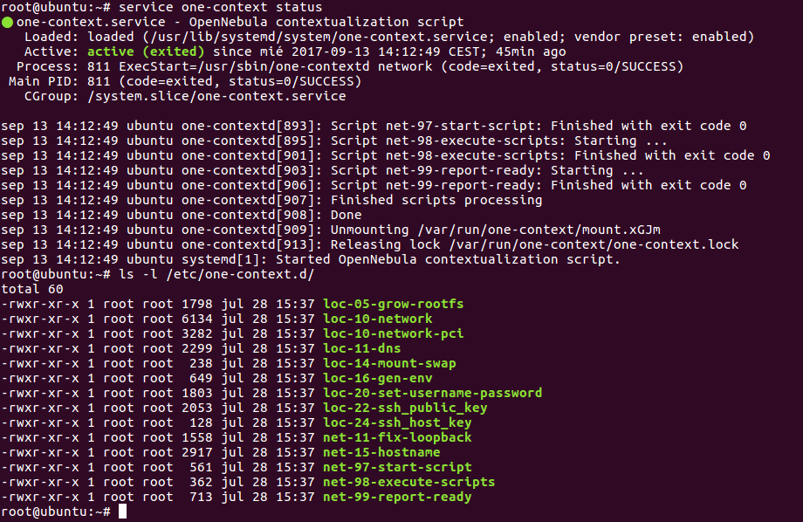 root@ubuntu:~# service one-context status
● one-context.service - OpenNebula contextualization script
   Loaded: loaded (/usr/lib/systemd/system/one-context.service; enabled; vendor preset: enabled)
   Active: active (exited) since mié 2017-09-13 14:12:49 CEST; 45min ago
  Process: 811 ExecStart=/usr/sbin/one-contextd network (code=exited, status=0/SUCCESS)
 Main PID: 811 (code=exited, status=0/SUCCESS)
   CGroup: /system.slice/one-context.service

sep 13 14:12:49 ubuntu one-contextd[893]: Script net-97-start-script: Finished with exit code 0
sep 13 14:12:49 ubuntu one-contextd[895]: Script net-98-execute-scripts: Starting ...
sep 13 14:12:49 ubuntu one-contextd[901]: Script net-98-execute-scripts: Finished with exit code 0
sep 13 14:12:49 ubuntu one-contextd[903]: Script net-99-report-ready: Starting ...
sep 13 14:12:49 ubuntu one-contextd[906]: Script net-99-report-ready: Finished with exit code 0
sep 13 14:12:49 ubuntu one-contextd[907]: Finished scripts processing
sep 13 14:12:49 ubuntu one-contextd[908]: Done
sep 13 14:12:49 ubuntu one-contextd[909]: Unmounting /var/run/one-context/mount.xGJm
sep 13 14:12:49 ubuntu one-contextd[913]: Releasing lock /var/run/one-context/one-context.lock
sep 13 14:12:49 ubuntu systemd[1]: Started OpenNebula contextualization script.
root@ubuntu:~# ls -l /etc/one-context.d/
total 60
-rwxr-xr-x 1 root root 1798 jul 28 15:37 loc-05-grow-rootfs
-rwxr-xr-x 1 root root 6134 jul 28 15:37 loc-10-network
-rwxr-xr-x 1 root root 3282 jul 28 15:37 loc-10-network-pci
-rwxr-xr-x 1 root root 2299 jul 28 15:37 loc-11-dns
-rwxr-xr-x 1 root root  238 jul 28 15:37 loc-14-mount-swap
-rwxr-xr-x 1 root root  649 jul 28 15:37 loc-16-gen-env
-rwxr-xr-x 1 root root 1803 jul 28 15:37 loc-20-set-username-password
-rwxr-xr-x 1 root root 2053 jul 28 15:37 loc-22-ssh_public_key
-rwxr-xr-x 1 root root  128 jul 28 15:37 loc-24-ssh_host_key
-rwxr-xr-x 1 root root 1558 jul 28 15:37 net-11-fix-loopback
-rwxr-xr-x 1 root root 2917 jul 28 15:37 net-15-hostname
-rwxr-xr-x 1 root root  561 jul 28 15:37 net-97-start-script
-rwxr-xr-x 1 root root  362 jul 28 15:37 net-98-execute-scripts
-rwxr-xr-x 1 root root  713 jul 28 15:37 net-99-report-ready
root@ubuntu:~#